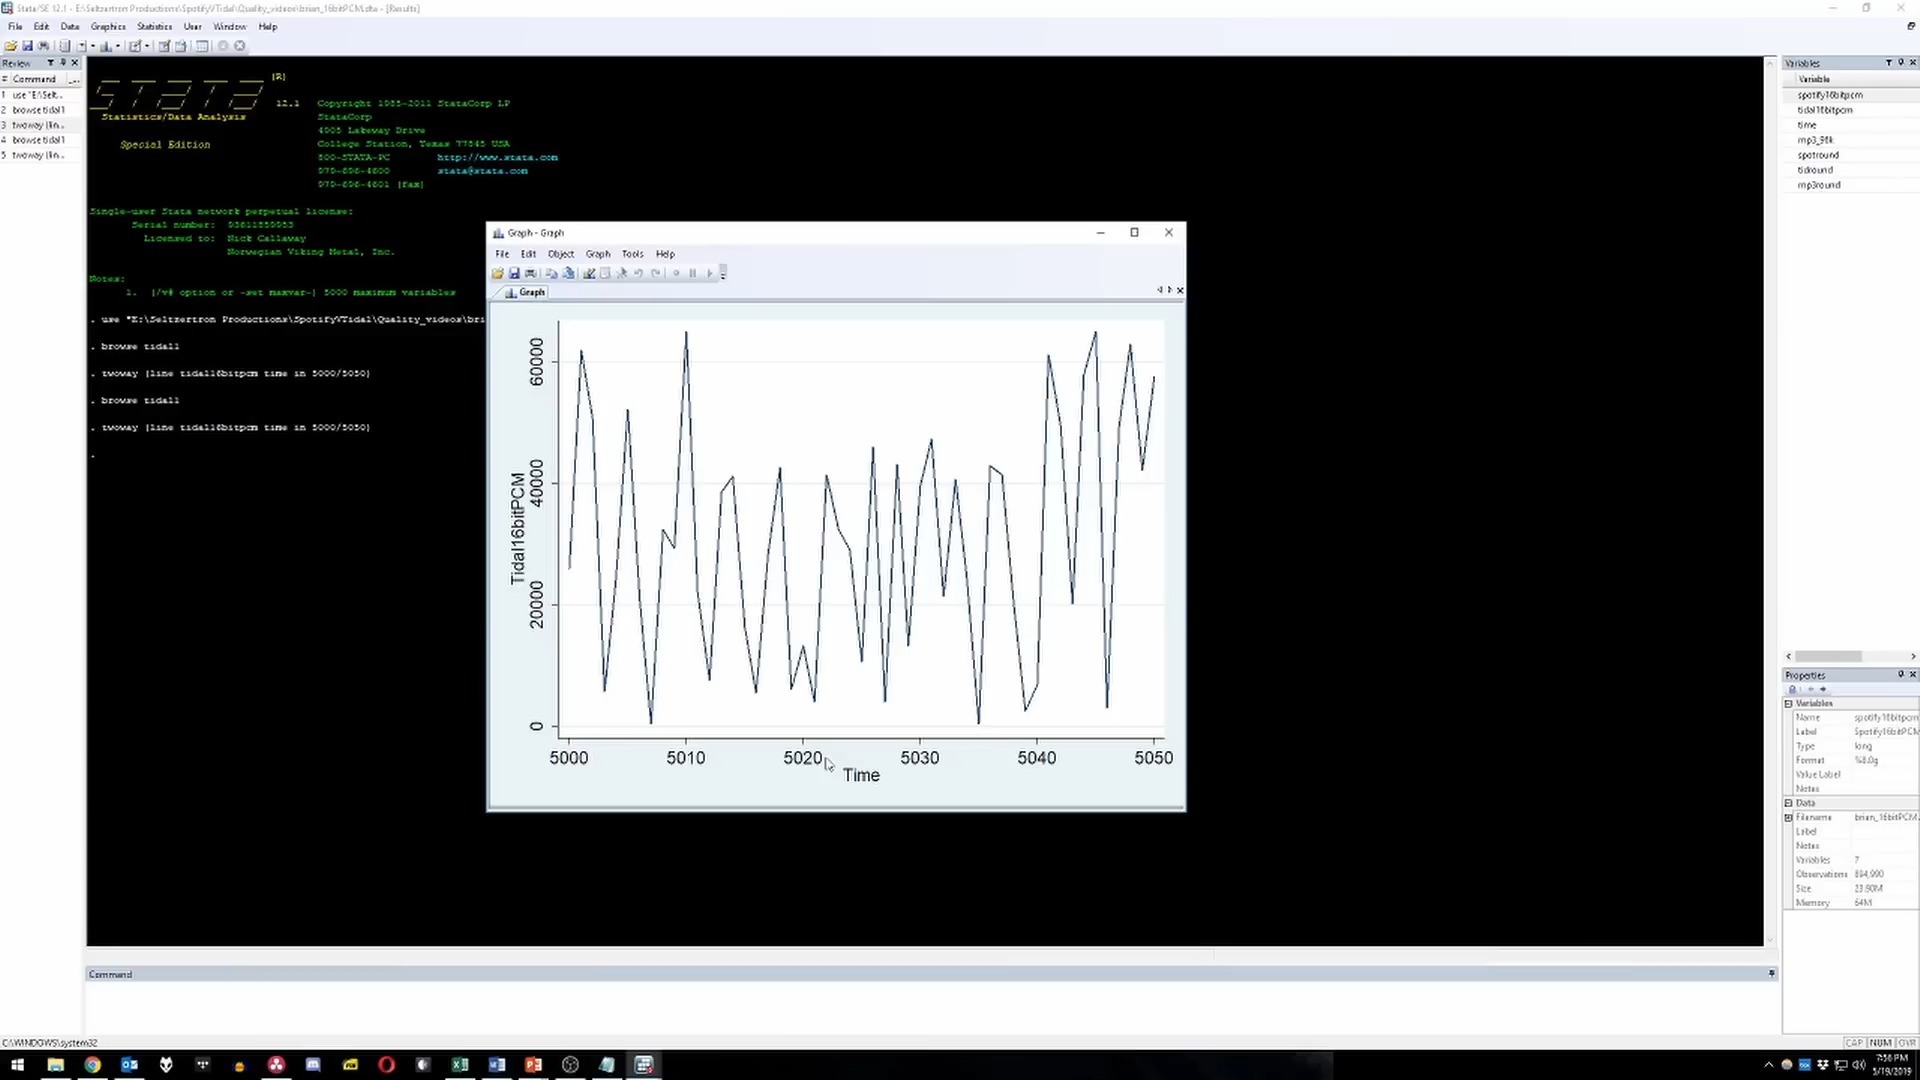 Stata/SE 12.1 - E:\Seltzertron Productions\SpotifyVTidal\Quality_videos\brian_16bitPCM.dta - [Results]
File Edit Data Graphics Statistics User Window Help
Review
# Command
1 use "E:\Selt...
2 browse tidal1
3 twoway (lin...
4 browse tidal1
5 twoway (lin...
(R)
STATA
12.1 Copyright 1985-2011 StataCorp LP
Statistics/Data Analysis StataCorp
4905 Lakeway Drive
Special Edition College Station, Texas 77845 USA
800-STATA-PC http://www.stata.com
979-696-4600 stata@stata.com
979-696-4601 (fax)
Single-user Stata network perpetual license:
Serial number:
Licensed to: Nick Callaway
Norwegian Viking Metal, Inc.
Notes:
1. (/v# option or -set maxvar-) 5000 maximum variables
. use "E:\Seltzertron Productions\SpotifyVTidal\Quality_videos\bri
. browse tidal1
. twoway (line tidal16bitpcm time in 5000/5050)
. browse tidal1
. twoway (line tidal16bitpcm time in 5000/5050)
.
Graph - Graph
File Edit Object Graph Tools Help
Graph
Tidal16bitPCM
60000
40000
20000
0
5000 5010 5020 5030 5040 5050
Time
Variables
Variable
spotify16bitpcm
tidal16bitpcm
time
mp3_96k
spotround
tidround
mp3round
Properties
Variables
Name spotify16bitpcm
Label Spotify16bitPCM
Type long
Format %8.0g
Value Label
Notes
Data
Filename brian_16bitPCM.
Label
Notes
Variables 7
Observations 894,990
Size 23.90M
Memory 64M
Command
C:\WINDOWS\system32
CAP NUM OVR
7:56 PM
5/19/2019